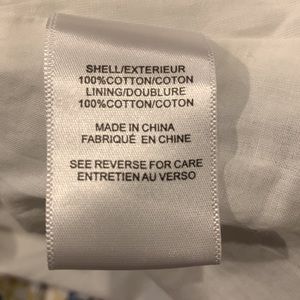 SHELL/EXTERIEUR
100%COTTON/COTON
LINING/DOUBLURE
100%COTTON/COTON
MADE IN CHINA
FABRIQUÉ EN CHINE
SEE REVERSE FOR CARE
ENTRETIEN AU VERSO